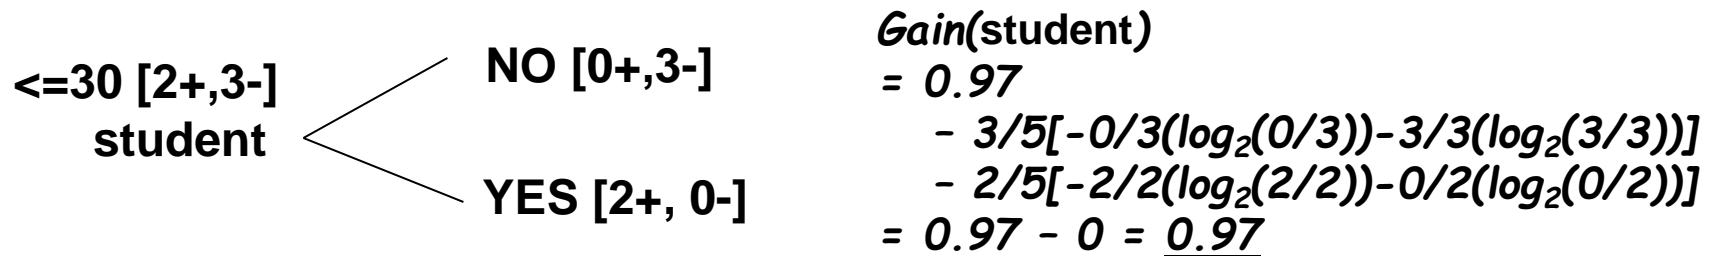 <=30 [2+,3-]
student
NO [0+,3-]
YES [2+, 0-]
Gain(student)
= 0.97
– 3/5[-0/3(log₂(0/3))-3/3(log₂(3/3))]
– 2/5[-2/2(log₂(2/2))-0/2(log₂(0/2))]
= 0.97 – 0 = 0.97